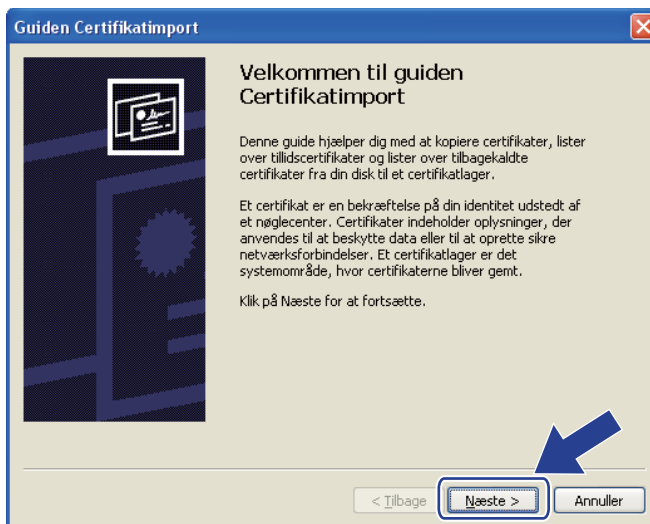 Guiden Certifikatimport
Velkommen til guiden
Certifikatimport
Denne guide hjælper dig med at kopiere certifikater, lister
over tillidscertifikater og lister over tilbagekaldte
certifikater fra din disk til et certifikatlager.
Et certifikat er en bekræftelse på din identitet udstedt af
et nøglecenter. Certifikater indeholder oplysninger, der
anvendes til at beskytte data eller til at oprette sikre
netværksforbindelser. Et certifikatlager er det
systemområde, hvor certifikaterne bliver gemt.
Klik på Næste for at fortsætte.
< Tilbage Næste > Annuller